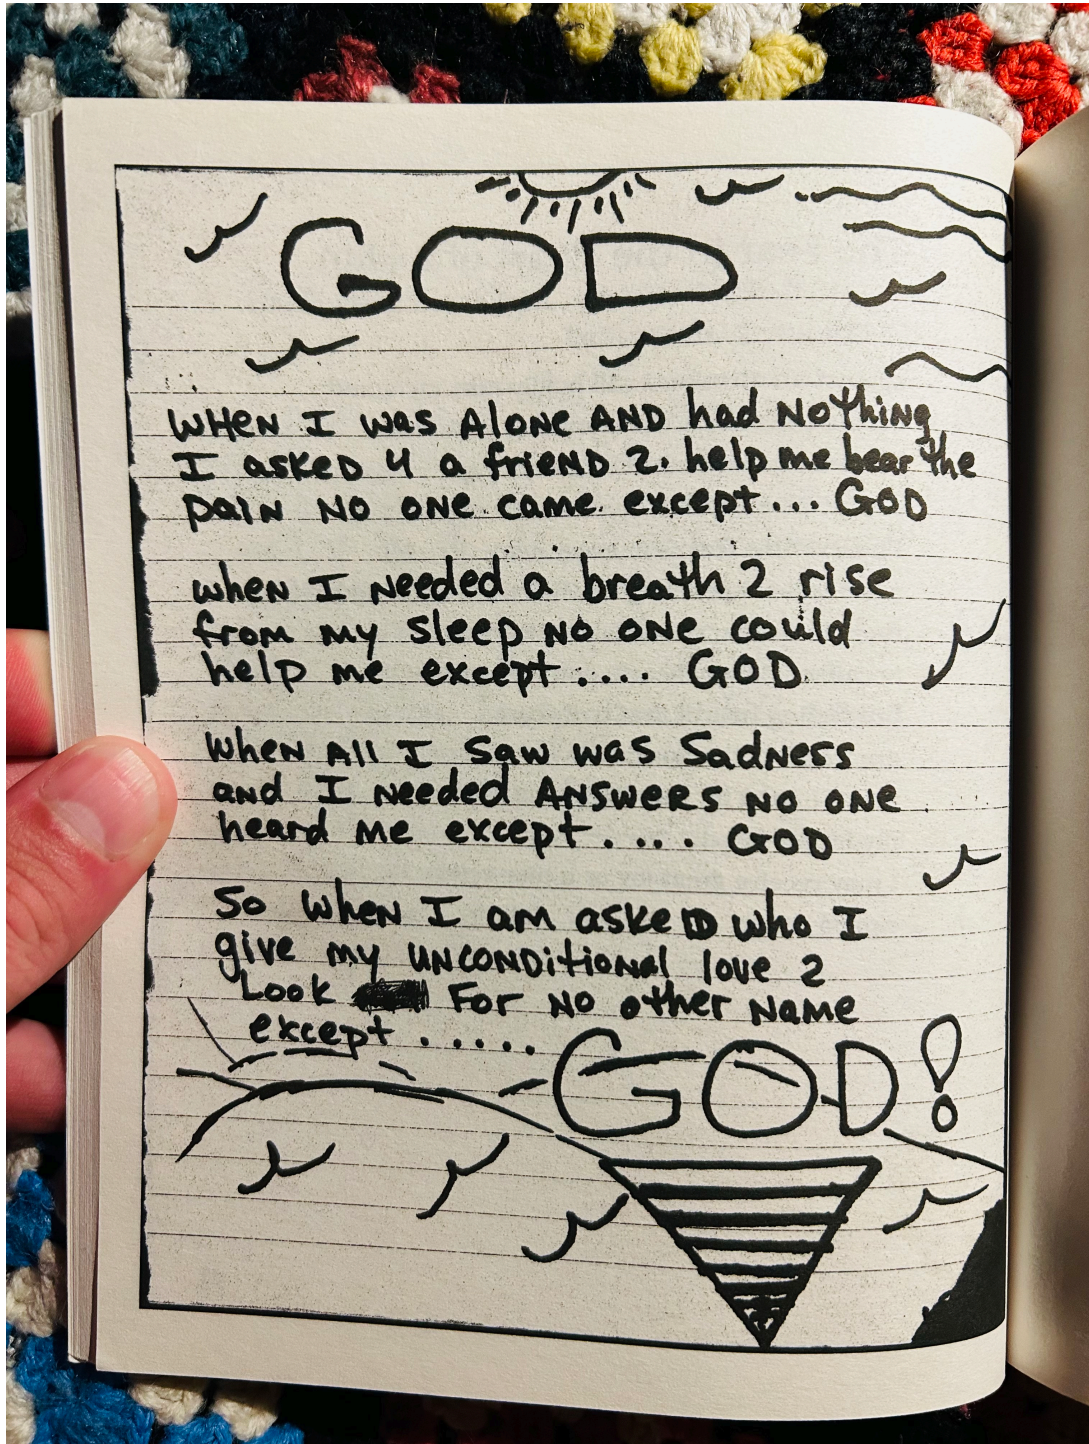 GOD
WHEN I was Alone AND had Nothing
I asked 4 a friend 2. help me bear the
pain No one came except... GOD
when I needed a breath 2 rise
from my sleep no one could
help me except.... GOD
When All I Saw was Sadness
and I needed Answers no one
heard me except.... GOD
So when I am asked who I
give my unconditional love 2
Look For no other name
except.....GOD!